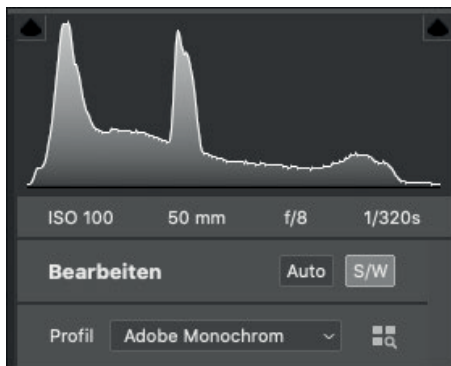 ISO 100 50 mm f/8 1/320s
Bearbeiten Auto S/W
Profil Adobe Monochrom